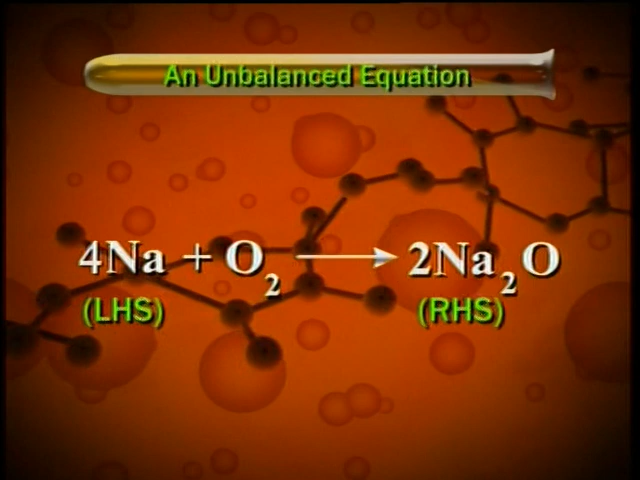 An Unbalanced Equation
4Na + O₂ ⟶ 2Na₂O
(LHS) (RHS)